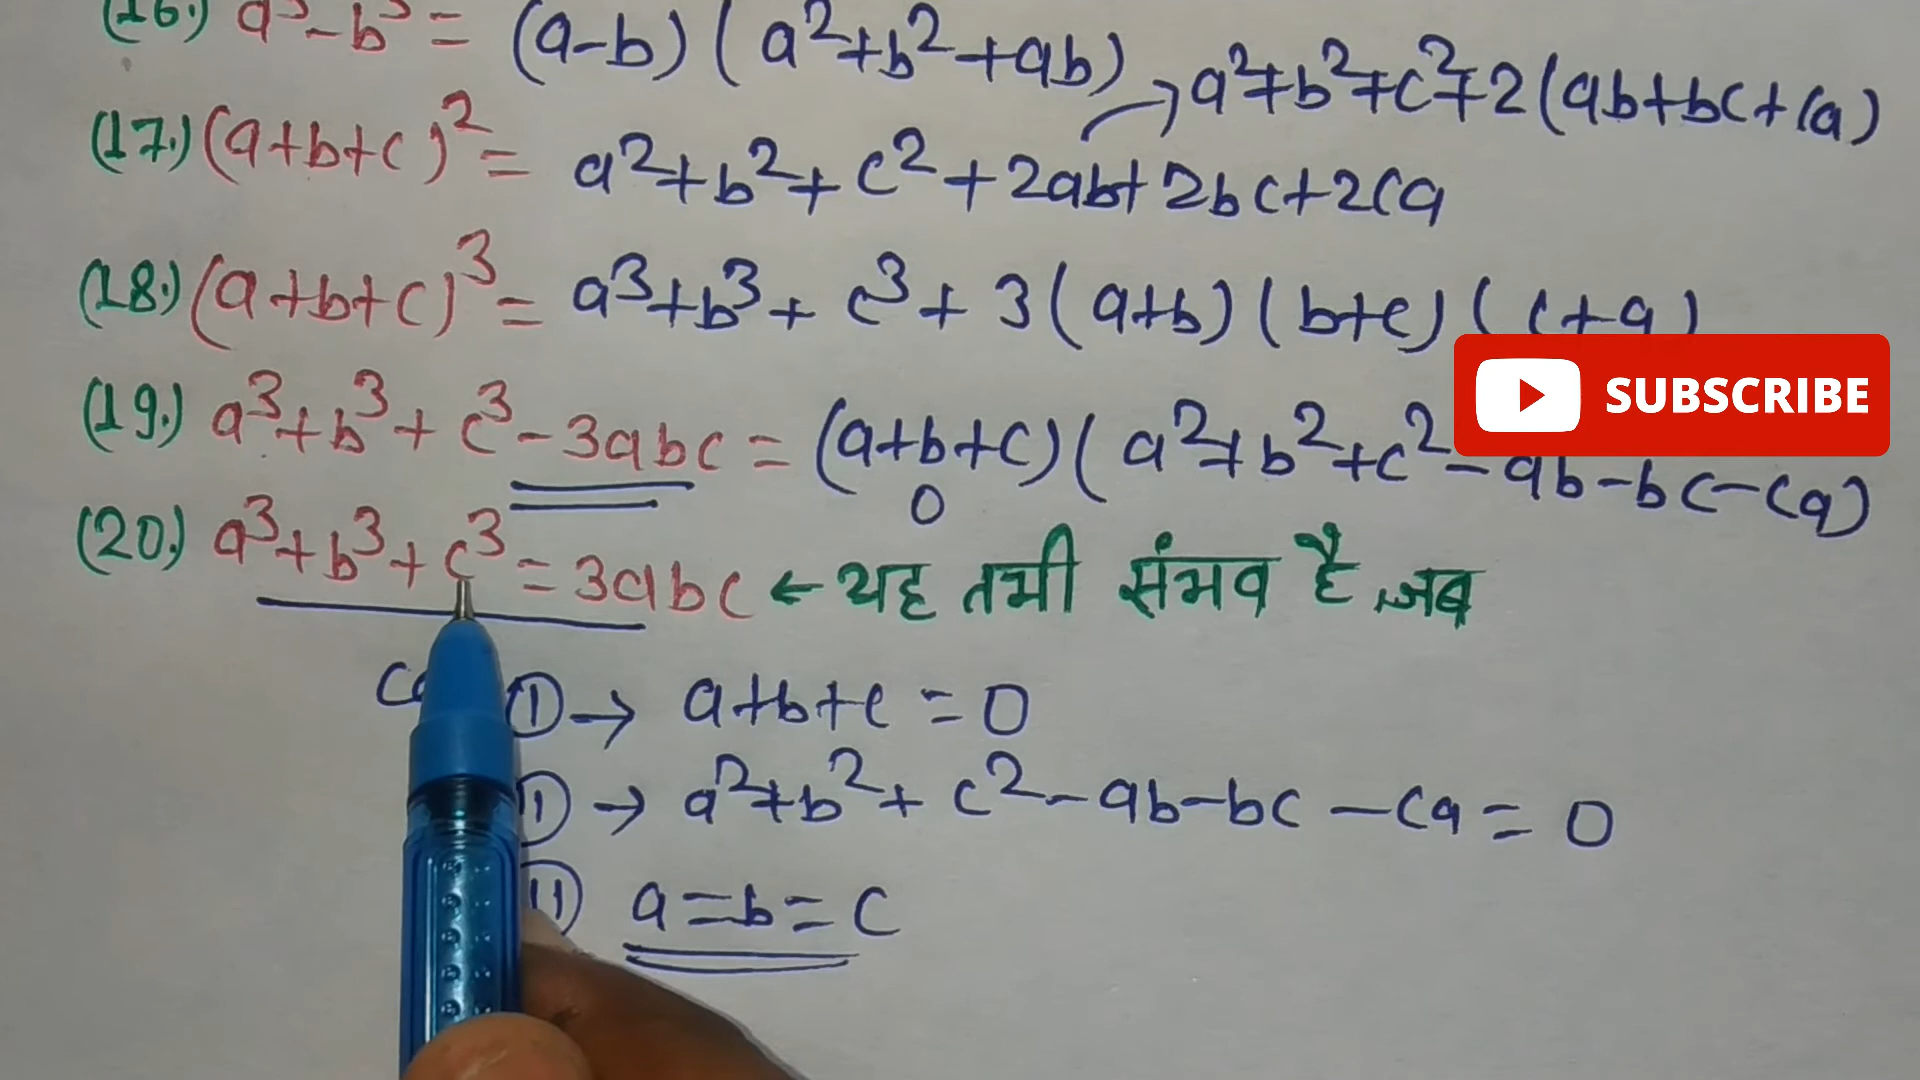 (16.) a³-b³ = (a-b) ( a²+b²+ab)
→ a²+b²+c²+2(ab+bc+ca)
(17.) (a+b+c)² = a²+b²+c²+2ab+2bc+2ca
(18.) (a+b+c)³ = a³+b³+c³+3(a+b)(b+c)(c+a)
SUBSCRIBE
(19.) a³+b³+c³-3abc = (a+b+c)(a²+b²+c²-ab-bc-ca)
0
(20.) a³+b³+c³=3abc ← यह तभी संभव है, जब
① → a+b+c = 0
→ a²+b²+c²-ab-bc-ca = 0
a=b=c